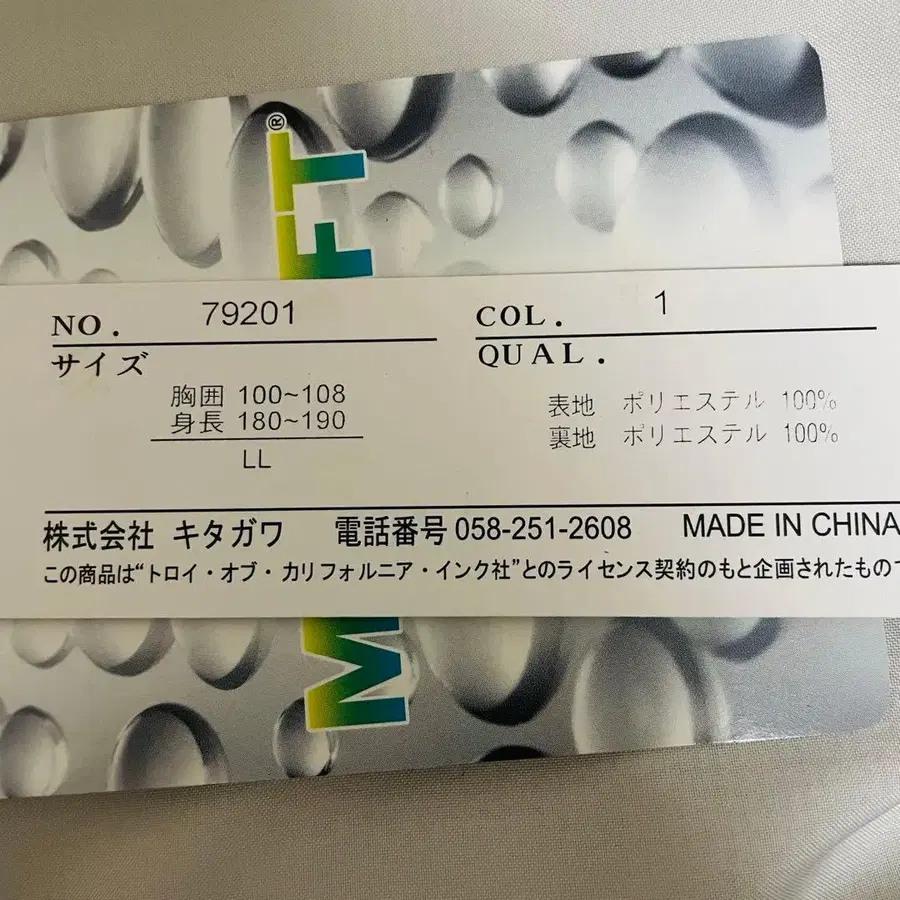 FT®
NO. 79201
サイズ
胸囲 100~108
身長 180~190
LL
COL. 1
QUAL.
表地 ポリエステル 100%
裏地 ポリエステル 100%
株式会社 キタガワ 電話番号 058-251-2608 MADE IN CHINA
この商品は“トロイ・オブ・カリフォルニア・インク社”とのライセンス契約のもと企画されたもので
M